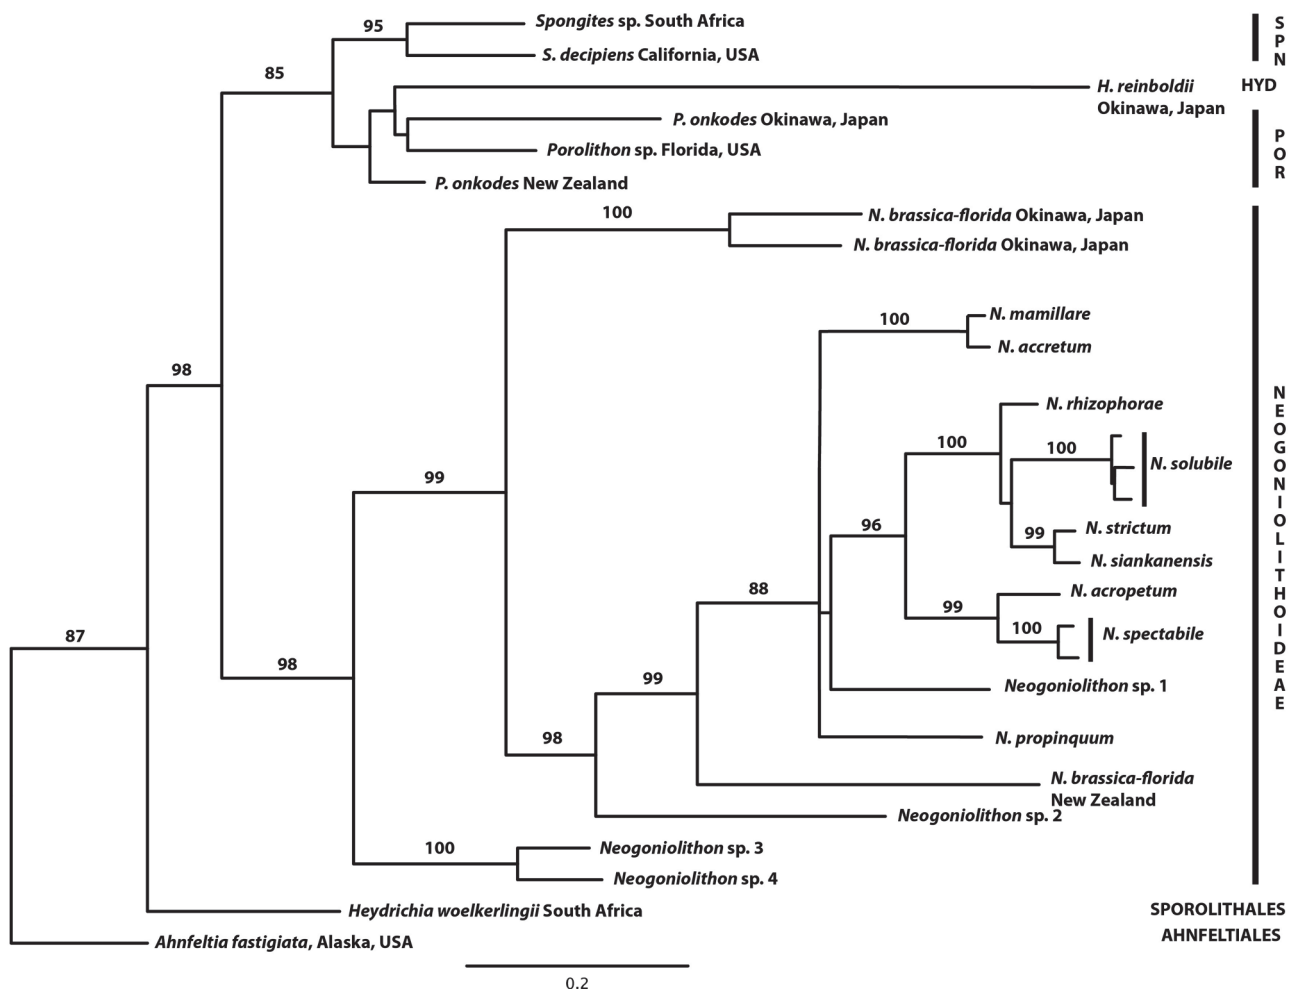 95
Spongites sp. South Africa
S. decipiens California, USA
S
P
N
85
H. reinboldii
Okinawa, Japan
HYD
P. onkodes Okinawa, Japan
Porolithon sp. Florida, USA
P. onkodes New Zealand
P
O
R
100
N. brassica-florida Okinawa, Japan
N. brassica-florida Okinawa, Japan
100
N. mamillare
N. accretum
98
N. rhizophorae
100
100
N. solubile
99
96
99
N. strictum
N. siankanensis
N. acropetum
88
99
100
N. spectabile
87
98
99
Neogoniolithon sp. 1
98
N. propinquum
N. brassica-florida
New Zealand
Neogoniolithon sp. 2
100
Neogoniolithon sp. 3
Neogoniolithon sp. 4
N
E
O
G
O
N
I
O
L
I
T
H
O
I
D
E
A
E
Heydrichia woelkerlingii South Africa
SPOROLITHALES
Ahnfeltia fastigiata, Alaska, USA
AHNFELTIALES
0.2